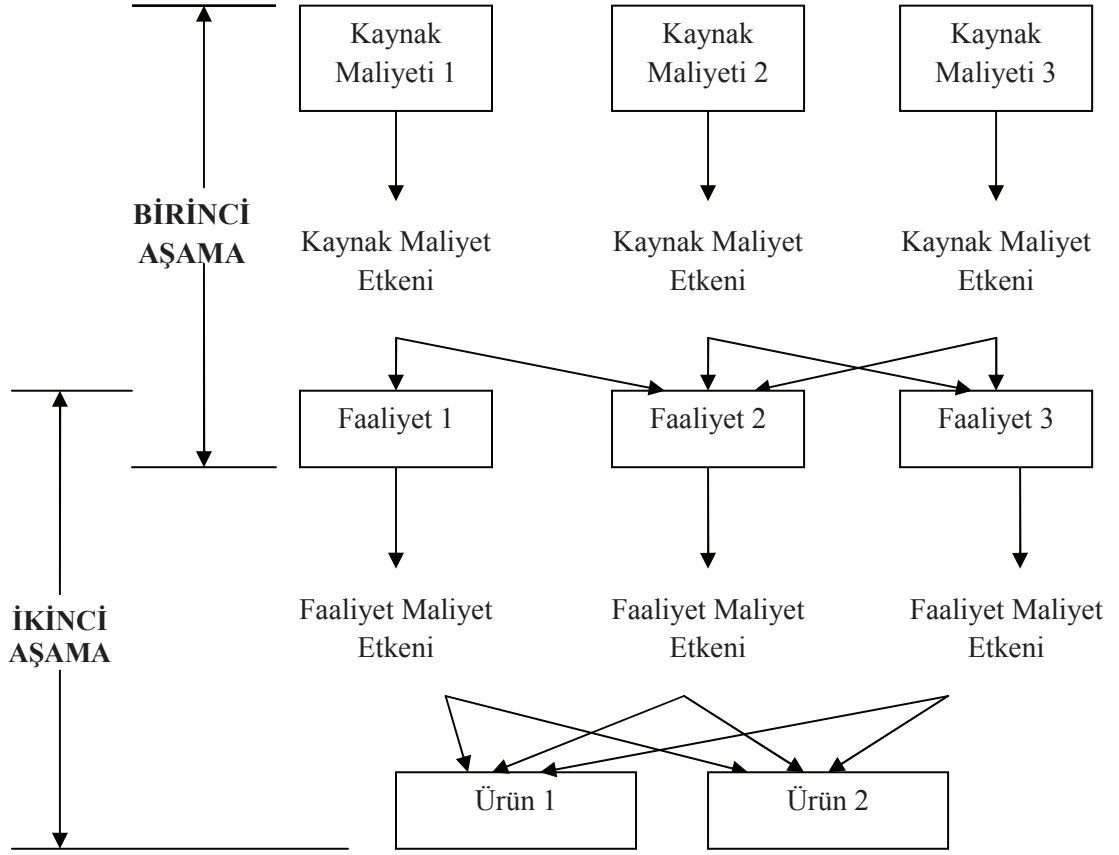 Kaynak
Maliyeti 1
Kaynak
Maliyeti 2
Kaynak
Maliyeti 3
BİRİNCİ
AŞAMA
Kaynak Maliyet
Etkeni
Kaynak Maliyet
Etkeni
Kaynak Maliyet
Etkeni
Faaliyet 1
Faaliyet 2
Faaliyet 3
İKİNCİ
AŞAMA
Faaliyet Maliyet
Etkeni
Faaliyet Maliyet
Etkeni
Faaliyet Maliyet
Etkeni
Ürün 1
Ürün 2